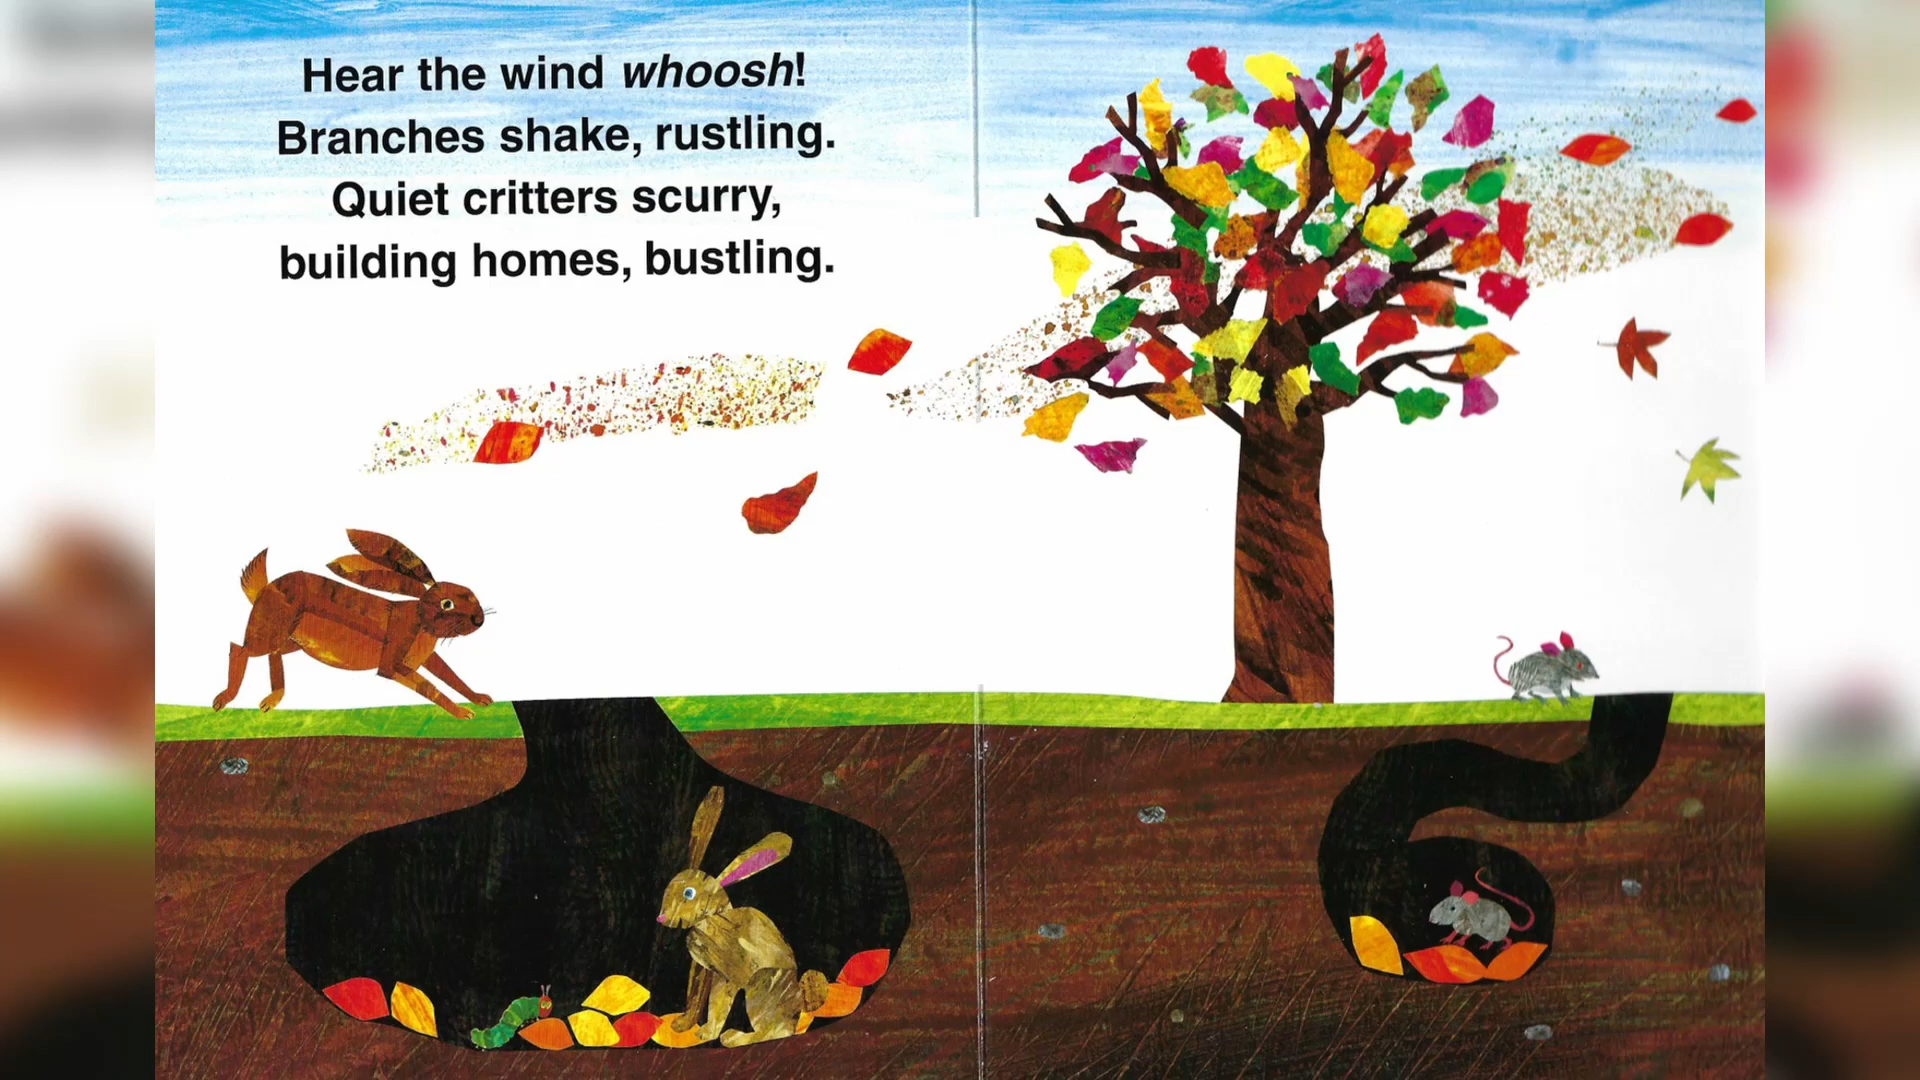 Hear the wind whoosh!
Branches shake, rustling.
Quiet critters scurry,
building homes, bustling.